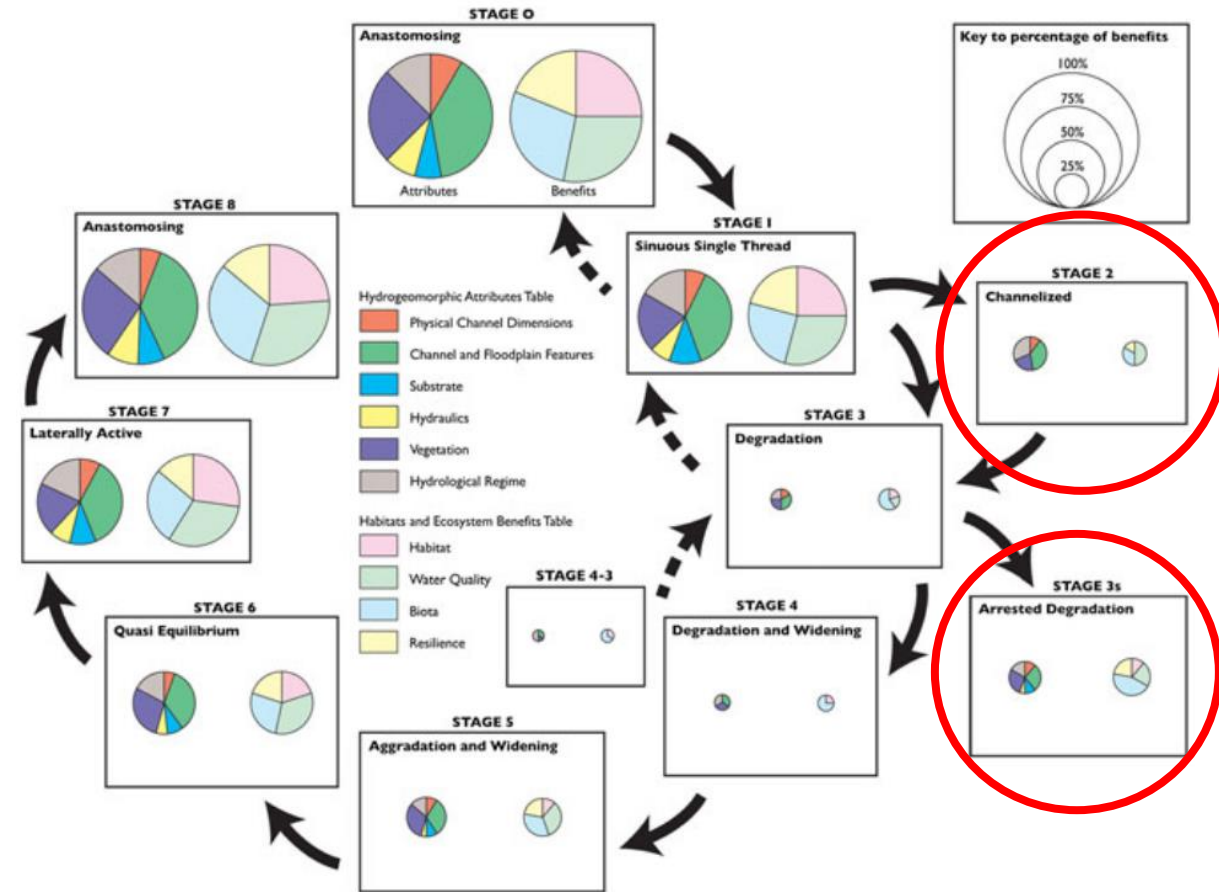 STAGE O
Anastomosing
Attributes
Benefits
Key to percentage of benefits
100%
75%
50%
25%
STAGE 8
Anastomosing
STAGE I
Sinuous Single Thread
STAGE 2
Channelized
Hydrogeomorphic Attributes Table
Physical Channel Dimensions
Channel and Floodplain Features
Substrate
Hydraulics
Vegetation
Hydrological Regime
Habitats and Ecosystem Benefits Table
Habitat
Water Quality
Biota
Resilience
STAGE 7
Laterally Active
STAGE 3
Degradation
STAGE 4-3
STAGE 3s
Arrested Degradation
STAGE 4
Degradation and Widening
STAGE 6
Quasi Equilibrium
STAGE 5
Aggradation and Widening